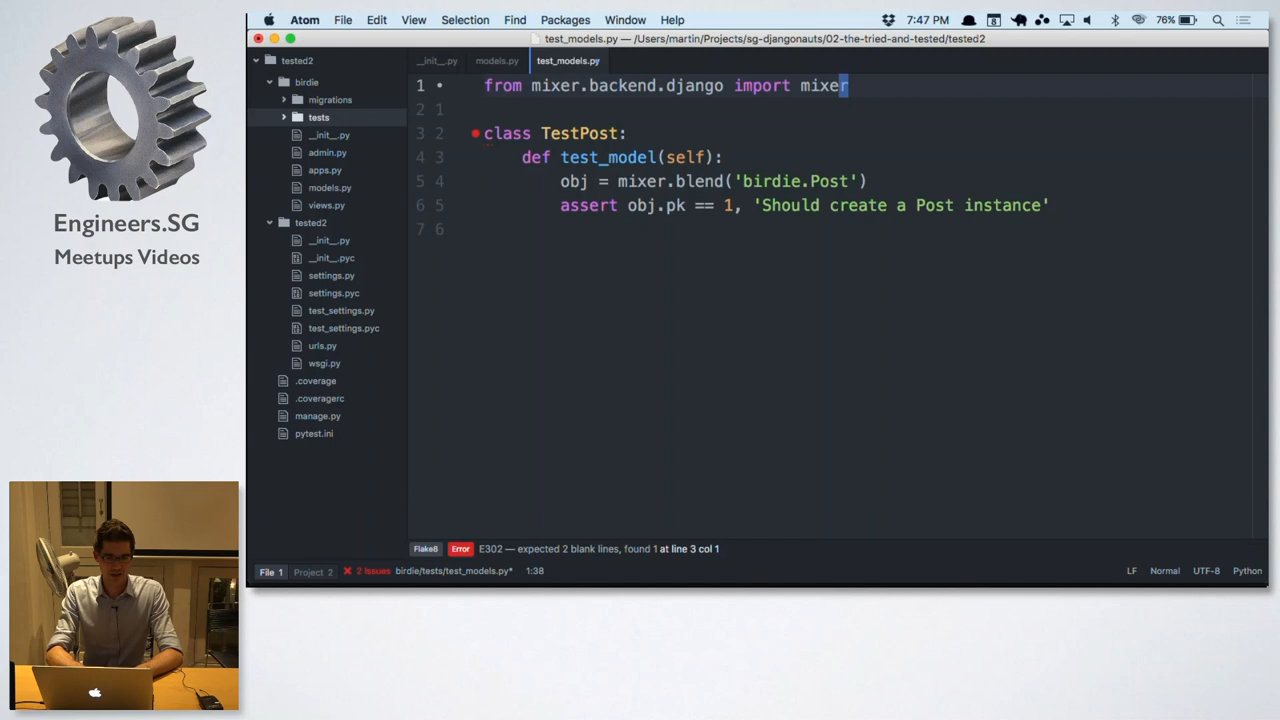 Atom File Edit View Selection Find Packages Window Help 8 7:47 PM 76%
test_models.py — /Users/martin/Projects/sg-djangonauts/02-the-tried-and-tested/tested2
tested2
birdie
migrations
tests
__init__.py
admin.py
apps.py
models.py
views.py
tested2
__init__.py
__init__.pyc
settings.py
settings.pyc
test_settings.py
test_settings.pyc
urls.py
wsgi.py
.coverage
.coveragerc
manage.py
pytest.ini
__init__.py models.py test_models.py
1 • from mixer.backend.django import mixer
2 1
3 2 class TestPost:
4 3 def test_model(self):
5 4 obj = mixer.blend('birdie.Post')
6 5 assert obj.pk == 1, 'Should create a Post instance'
7 6
Flake8 Error E302 — expected 2 blank lines, found 1 at line 3 col 1
File 1 Project 2 2 Issues birdie/tests/test_models.py* 1:38 LF Normal UTF-8 Python
Engineers.SG
Meetups Videos